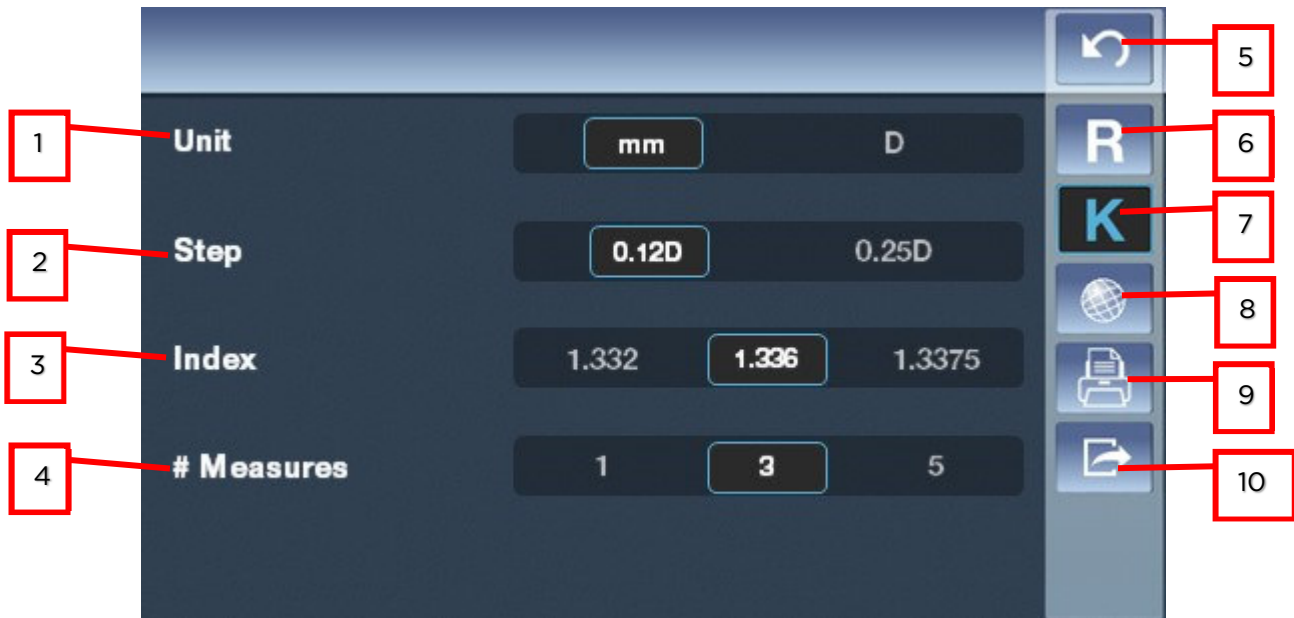 5
1 Unit mm D R 6
K 7
2 Step 0.12D 0.25D
8
3 Index 1.332 1.336 1.3375
9
4 # Measures 1 3 5
10